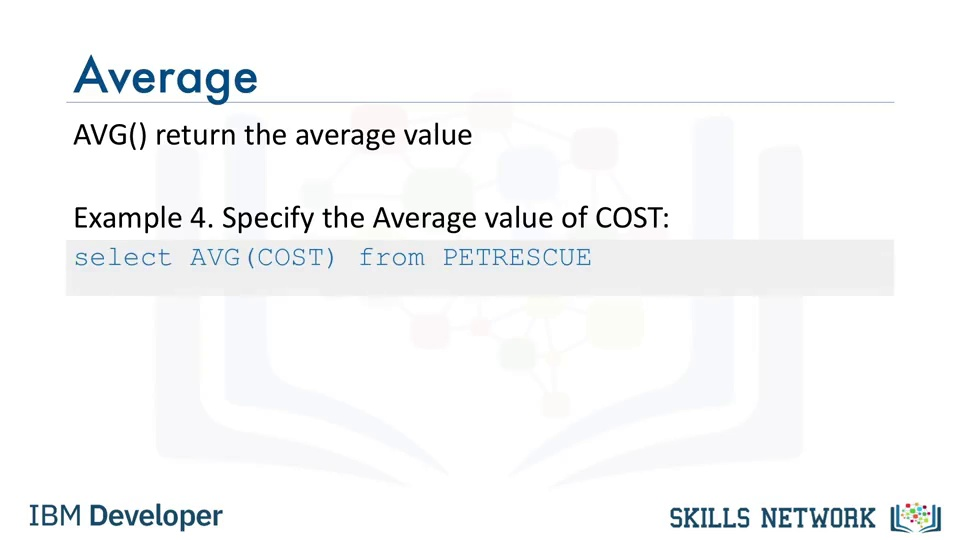 Average
AVG() return the average value
Example 4. Specify the Average value of COST:
select AVG(COST) from PETRESCUE
IBM Developer
SKILLS NETWORK